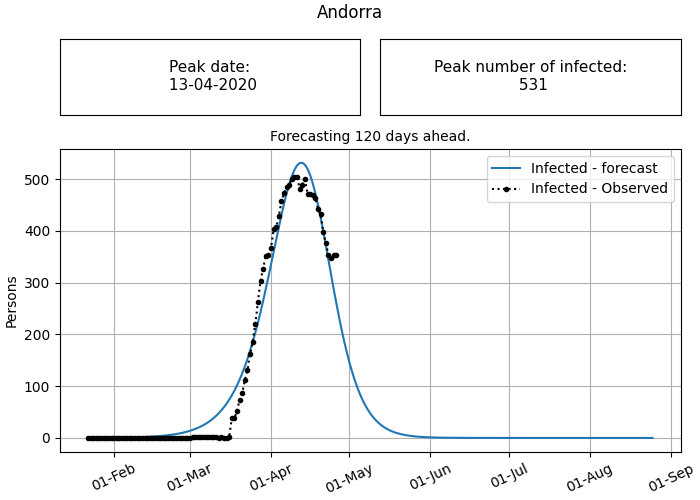 Andorra
Peak date:
13-04-2020
Peak number of infected:
531
Forecasting 120 days ahead.
Infected - forecast
Infected - Observed
Persons
500
400
300
200
100
0
01-Feb
01-Mar
01-Apr
01-May
01-Jun
01-Jul
01-Aug
01-Sep